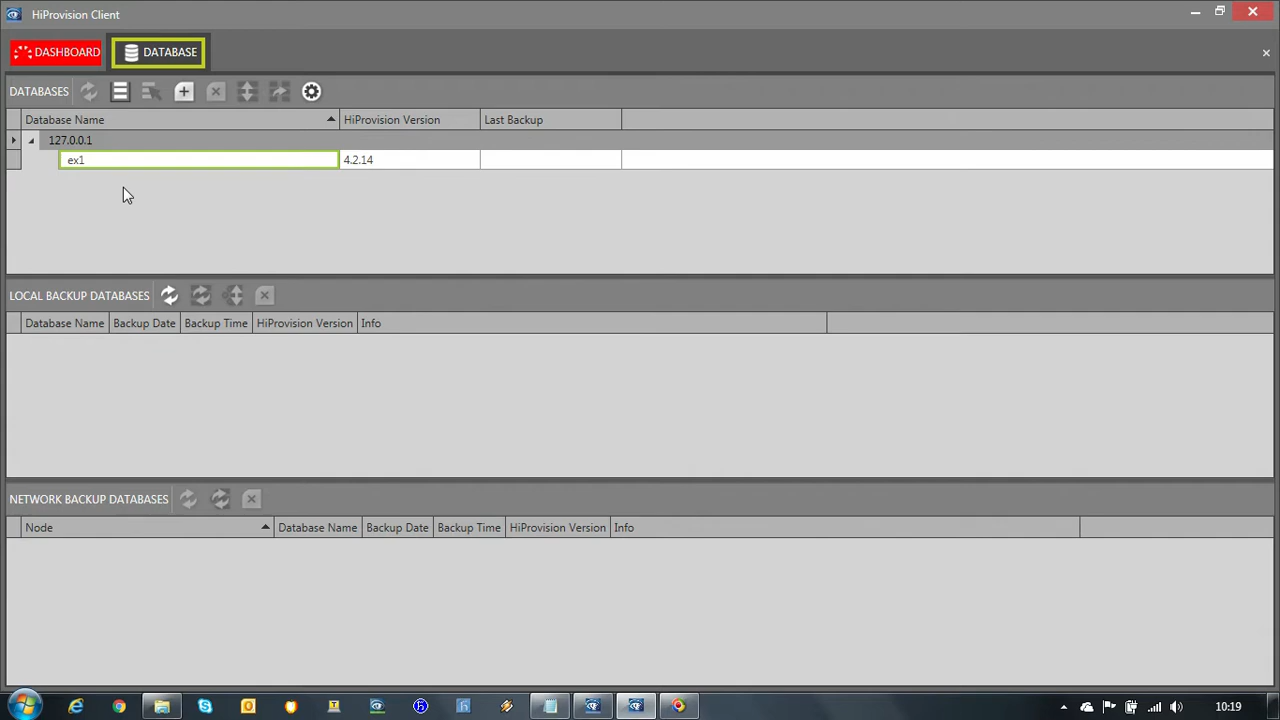 HiProvision Client
DASHBOARD DATABASE
DATABASES
Database Name HiProvision Version Last Backup
127.0.0.1
ex1 4.2.14
LOCAL BACKUP DATABASES
Database Name Backup Date Backup Time HiProvision Version Info
NETWORK BACKUP DATABASES
Node Database Name Backup Date Backup Time HiProvision Version Info
10:19